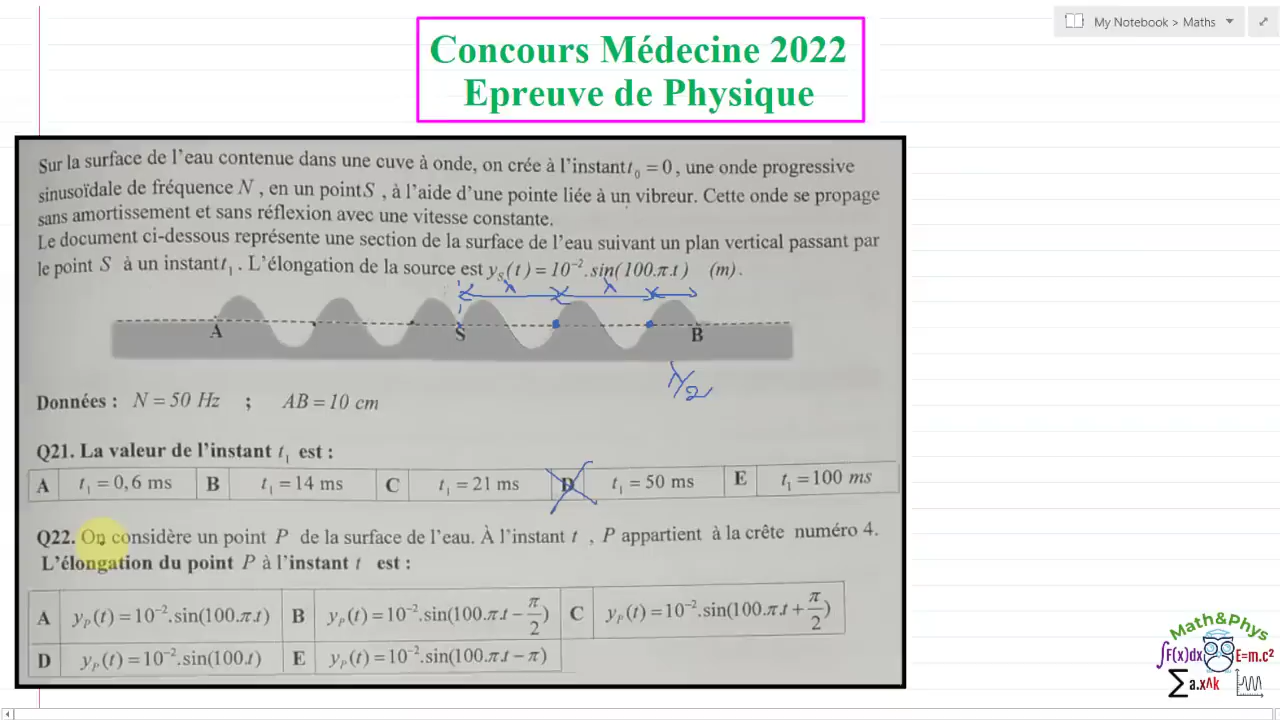 My Notebook > Maths
Concours Médecine 2022
Epreuve de Physique
Sur la surface de l'eau contenue dans une cuve à onde, on crée à l'instant t₀ = 0, une onde progressive
sinusoïdale de fréquence N , en un point S , à l'aide d'une pointe liée à un vibreur. Cette onde se propage
sans amortissement et sans réflexion avec une vitesse constante.
Le document ci-dessous représente une section de la surface de l'eau suivant un plan vertical passant par
le point S à un instant t₁ . L'élongation de la source est yₛ(t) = 10⁻².sin(100.π.t) (m).
λ λ
A S B
λ/2
Données : N = 50 Hz ; AB = 10 cm
Q21. La valeur de l'instant t₁ est :
A t₁ = 0,6 ms B t₁ = 14 ms C t₁ = 21 ms D t₁ = 50 ms E t₁ = 100 ms
Q22. On considère un point P de la surface de l'eau. À l'instant t , P appartient à la crête numéro 4.
L'élongation du point P à l'instant t est :
A y_P(t) = 10⁻².sin(100.π.t) B y_P(t) = 10⁻².sin(100.π.t − π/2) C y_P(t) = 10⁻².sin(100.π.t + π/2)
D y_P(t) = 10⁻².sin(100.t) E y_P(t) = 10⁻².sin(100.π.t − π)
Math&Phys
∫F(x)dx E=m.c²
∑ a.x∧k